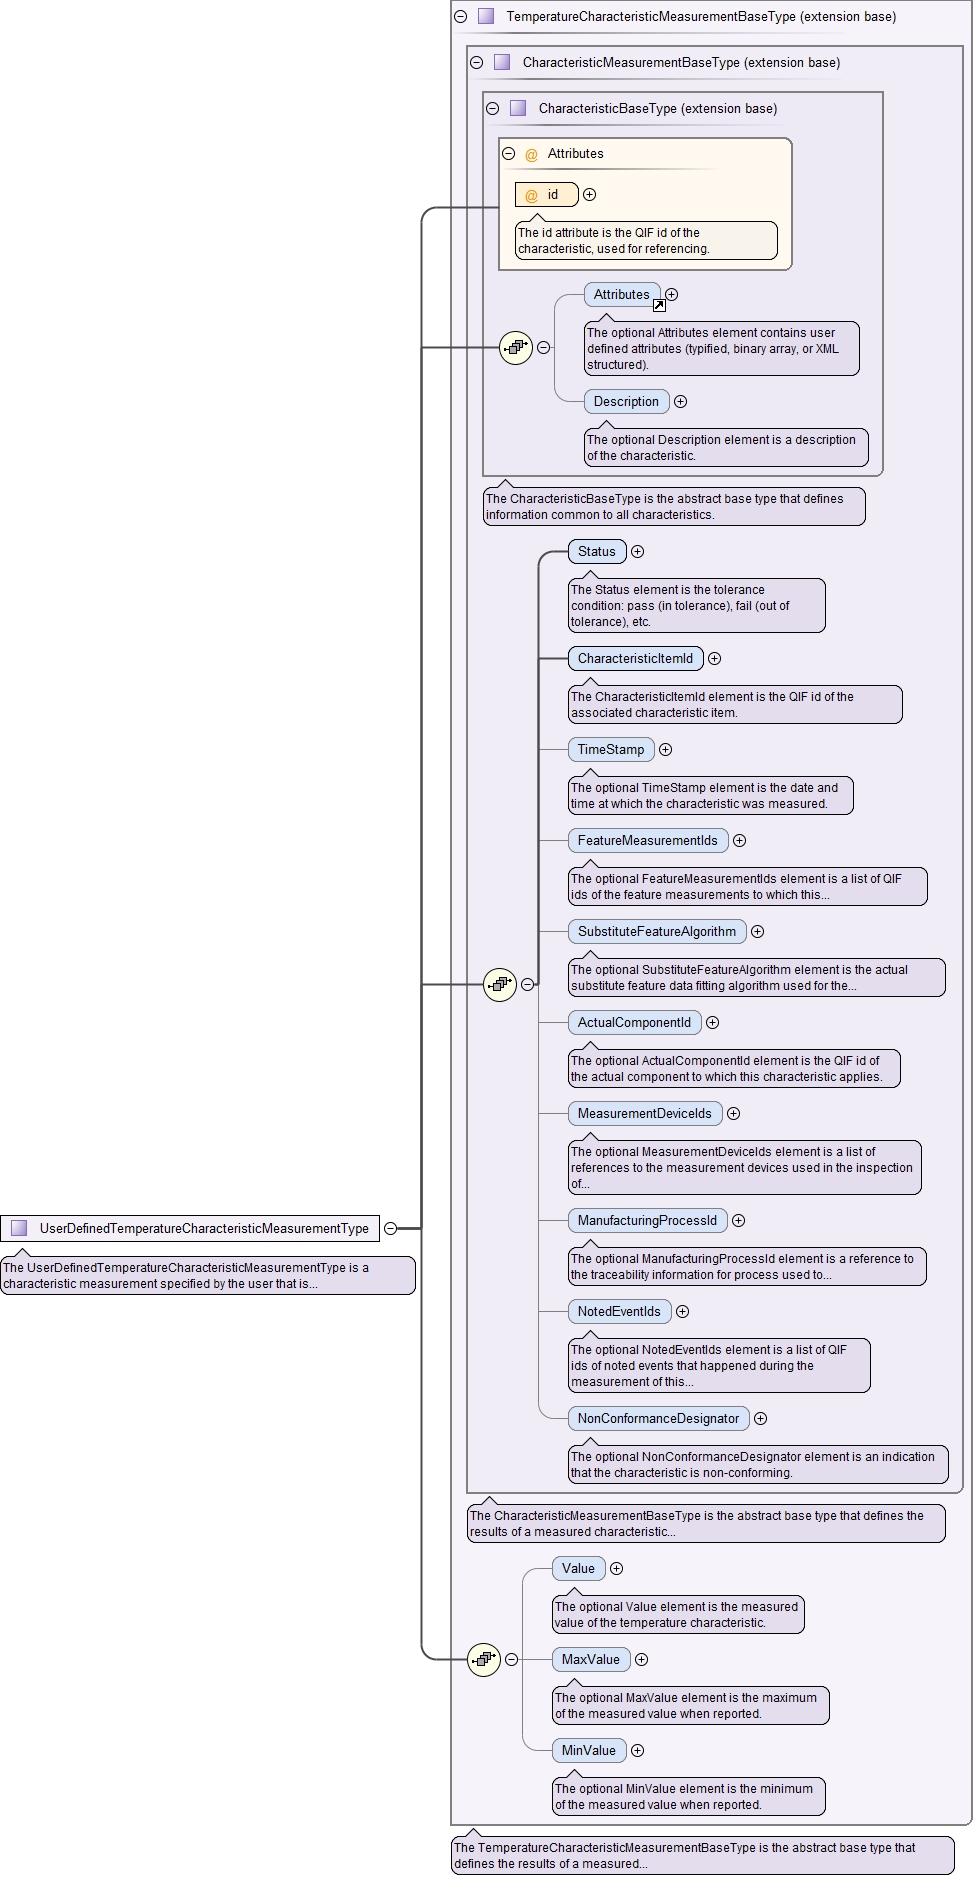 TemperatureCharacteristicMeasurementBaseType (extension base)
CharacteristicMeasurementBaseType (extension base)
CharacteristicBaseType (extension base)
@ Attributes
@ id
The id attribute is the QIF id of the
characteristic, used for referencing.
Attributes
The optional Attributes element contains user
defined attributes (typified, binary array, or XML
structured).
Description
The optional Description element is a description
of the characteristic.
The CharacteristicBaseType is the abstract base type that defines
information common to all characteristics.
Status
The Status element is the tolerance
condition: pass (in tolerance), fail (out of
tolerance), etc.
CharacteristicItemId
The CharacteristicItemId element is the QIF id of the
associated characteristic item.
TimeStamp
The optional TimeStamp element is the date and
time at which the characteristic was measured.
FeatureMeasurementIds
The optional FeatureMeasurementIds element is a list of QIF
ids of the feature measurements to which this...
SubstituteFeatureAlgorithm
The optional SubstituteFeatureAlgorithm element is the actual
substitute feature data fitting algorithm used for the...
ActualComponentId
The optional ActualComponentId element is the QIF id of
the actual component to which this characteristic applies.
MeasurementDeviceIds
The optional MeasurementDeviceIds element is a list of
references to the measurement devices used in the inspection
of...
ManufacturingProcessId
The optional ManufacturingProcessId element is a reference to
the traceability information for process used to...
UserDefinedTemperatureCharacteristicMeasurementType
The UserDefinedTemperatureCharacteristicMeasurementType is a
characteristic measurement specified by the user that is...
NotedEventIds
The optional NotedEventIds element is a list of QIF
ids of noted events that happened during the
measurement of this...
NonConformanceDesignator
The optional NonConformanceDesignator element is an indication
that the characteristic is non-conforming.
The CharacteristicMeasurementBaseType is the abstract base type that defines the
results of a measured characteristic...
Value
The optional Value element is the measured
value of the temperature characteristic.
MaxValue
The optional MaxValue element is the maximum
of the measured value when reported.
MinValue
The optional MinValue element is the minimum
of the measured value when reported.
The TemperatureCharacteristicMeasurementBaseType is the abstract base type that
defines the results of a measured...